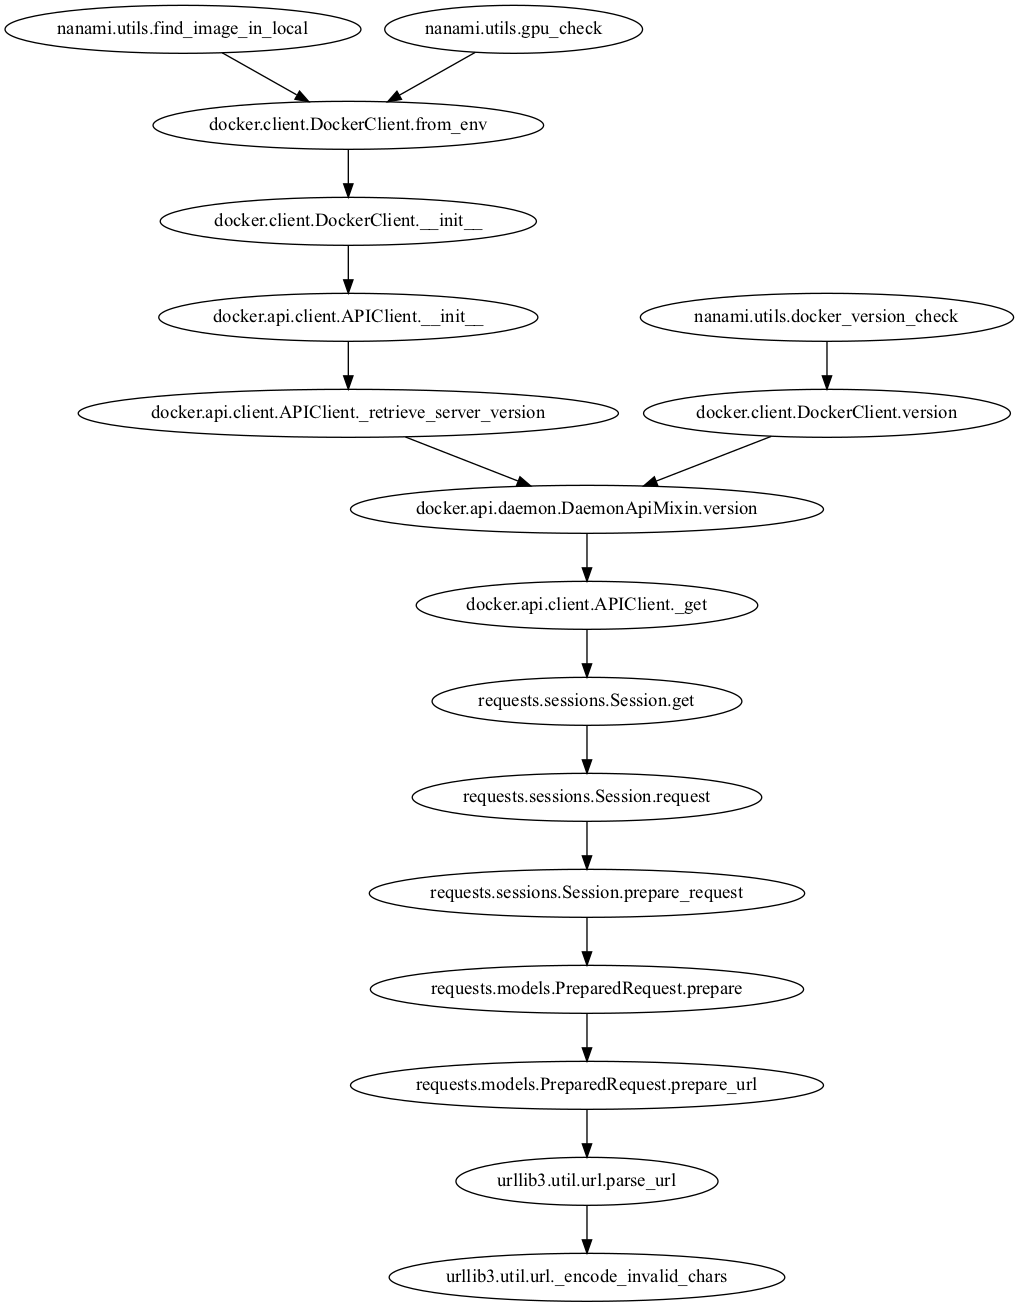 nanami.utils.find_image_in_local
nanami.utils.gpu_check
docker.client.DockerClient.from_env
docker.client.DockerClient.__init__
docker.api.client.APIClient.__init__
nanami.utils.docker_version_check
docker.api.client.APIClient._retrieve_server_version
docker.client.DockerClient.version
docker.api.daemon.DaemonApiMixin.version
docker.api.client.APIClient._get
requests.sessions.Session.get
requests.sessions.Session.request
requests.sessions.Session.prepare_request
requests.models.PreparedRequest.prepare
requests.models.PreparedRequest.prepare_url
urllib3.util.url.parse_url
urllib3.util.url._encode_invalid_chars